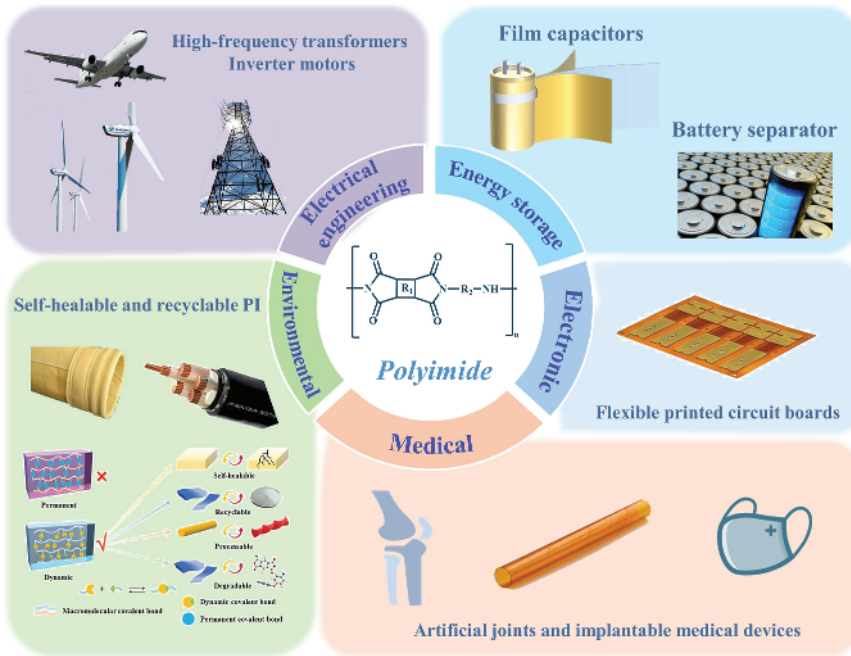 High-frequency transformers
Inverter motors
Film capacitors
Battery separator
Electrical
engineering
Energy storage
Environmental
Electronic
Medical
O
O
N
R1
N
R2
NH
n
O
O
Polyimide
Self-healable and recyclable PI
Flexible printed circuit boards
Permanent
Dynamic
Self-healable
Recyclable
Processable
Degradable
Dynamic covalent bond
Macromolecular covalent bond
Permanent covalent bond
Artificial joints and implantable medical devices